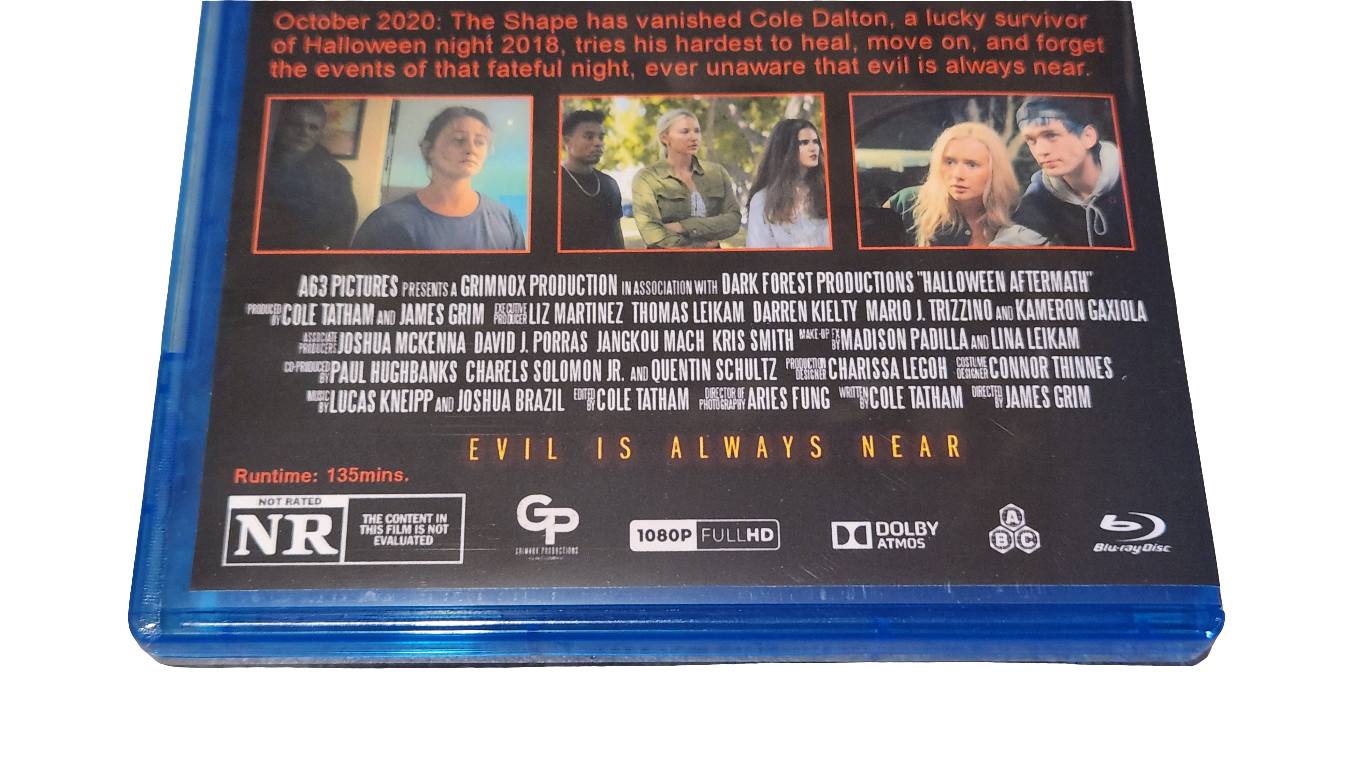 October 2020: The Shape has vanished Cole Dalton, a lucky survivor
of Halloween night 2018, tries his hardest to heal, move on, and forget
the events of that fateful night, ever unaware that evil is always near.
A63 PICTURES PRESENTS A GRIMNOX PRODUCTION IN ASSOCIATION WITH DARK FOREST PRODUCTIONS "HALLOWEEN AFTERMATH"
PRODUCED BY COLE TATHAM AND JAMES GRIM EXECUTIVE PRODUCER LIZ MARTINEZ THOMAS LEIKAM DARREN KIELTY MARIO J. TRIZZINO AND KAMERON GAXIOLA
ASSOCIATE PRODUCERS JOSHUA MCKENNA DAVID J. PORRAS JANGKOU MACH KRIS SMITH MAKE-UP FX BY MADISON PADILLA AND LINA LEIKAM
CO-PRODUCED BY PAUL HUGHBANKS CHARELS SOLOMON JR. AND QUENTIN SCHULTZ PRODUCTION DESIGNER CHARISSA LEGOH COSTUME DESIGNER CONNOR THINNES
MUSIC BY LUCAS KNEIPP AND JOSHUA BRAZIL EDITED BY COLE TATHAM DIRECTOR OF PHOTOGRAPHY ARIES FUNG WRITTEN BY COLE TATHAM DIRECTED BY JAMES GRIM
EVIL IS ALWAYS NEAR
Runtime: 135mins.
NOT RATED
NR
THE CONTENT IN
THIS FILM IS NOT
EVALUATED
GP
GRIMNOX PRODUCTIONS
1080P FULLHD
DOLBY
ATMOS
A
B C
Blu-ray Disc